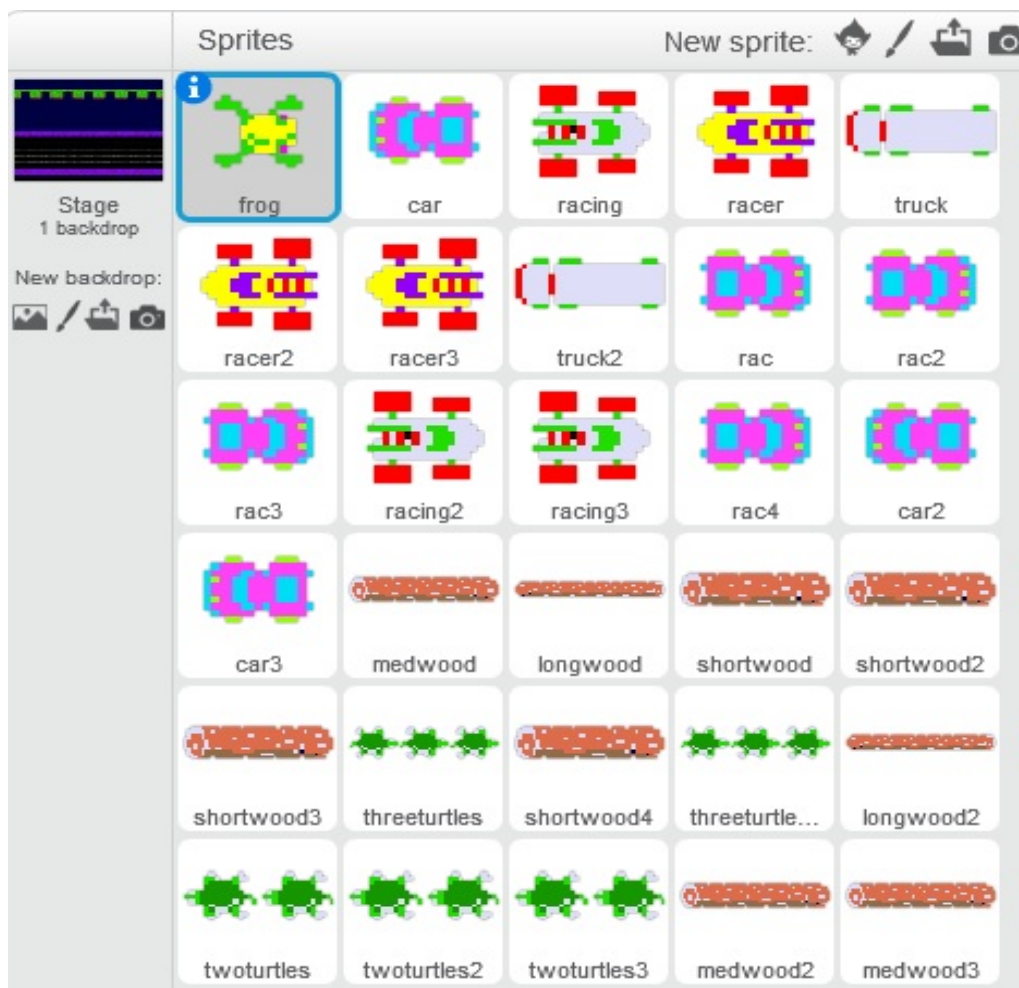 Sprites New sprite:
i
Stage
1 backdrop
New backdrop:
frog car racing racer truck
racer2 racer3 truck2 rac rac2
rac3 racing2 racing3 rac4 car2
car3 medwood longwood shortwood shortwood2
shortwood3 threeturtles shortwood4 threeturtle... longwood2
twoturtles twoturtles2 twoturtles3 medwood2 medwood3